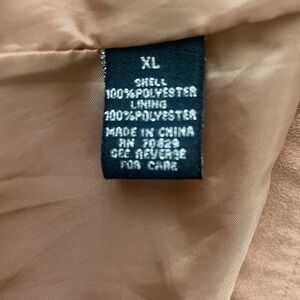 XL
SHELL
100%POLYESTER
LINING
100%POLYESTER
MADE IN CHINA
RN 70829
SEE REVERSE
FOR CARE